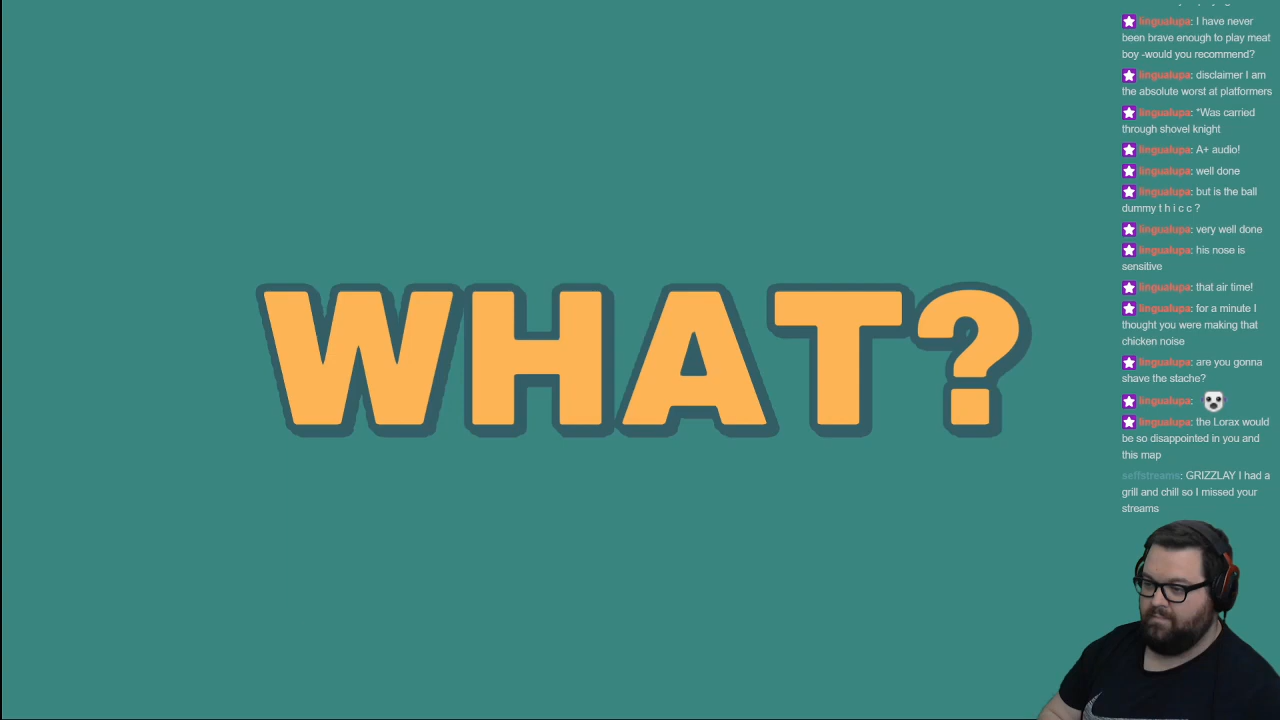 WHAT?
lingualupa: I have never
been brave enough to play meat
boy -would you recommend?
lingualupa: disclaimer I am
the absolute worst at platformers
lingualupa: *Was carried
through shovel knight
lingualupa: A+ audio!
lingualupa: well done
lingualupa: but is the ball
dummy t h i c c ?
lingualupa: very well done
lingualupa: his nose is
sensitive
lingualupa: that air time!
lingualupa: for a minute I
thought you were making that
chicken noise
lingualupa: are you gonna
shave the stache?
lingualupa:
lingualupa: the Lorax would
be so disappointed in you and
this map
seffstreams: GRIZZLAY I had a
grill and chill so I missed your
streams